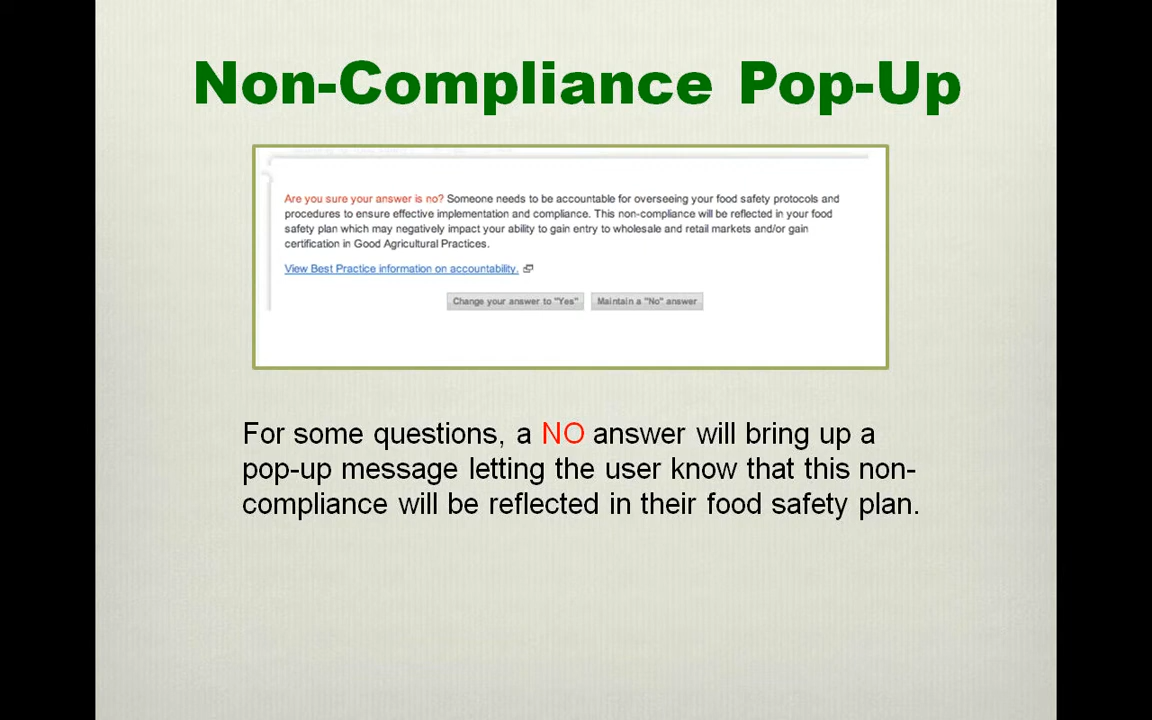 Non-Compliance Pop-Up
Are you sure your answer is no? Someone needs to be accountable for overseeing your food safety protocols and
procedures to ensure effective implementation and compliance. This non-compliance will be reflected in your food
safety plan which may negatively impact your ability to gain entry to wholesale and retail markets and/or gain
certification in Good Agricultural Practices.
View Best Practice information on accountability.
Change your answer to "Yes" Maintain a "No" answer
For some questions, a NO answer will bring up a
pop-up message letting the user know that this non-
compliance will be reflected in their food safety plan.